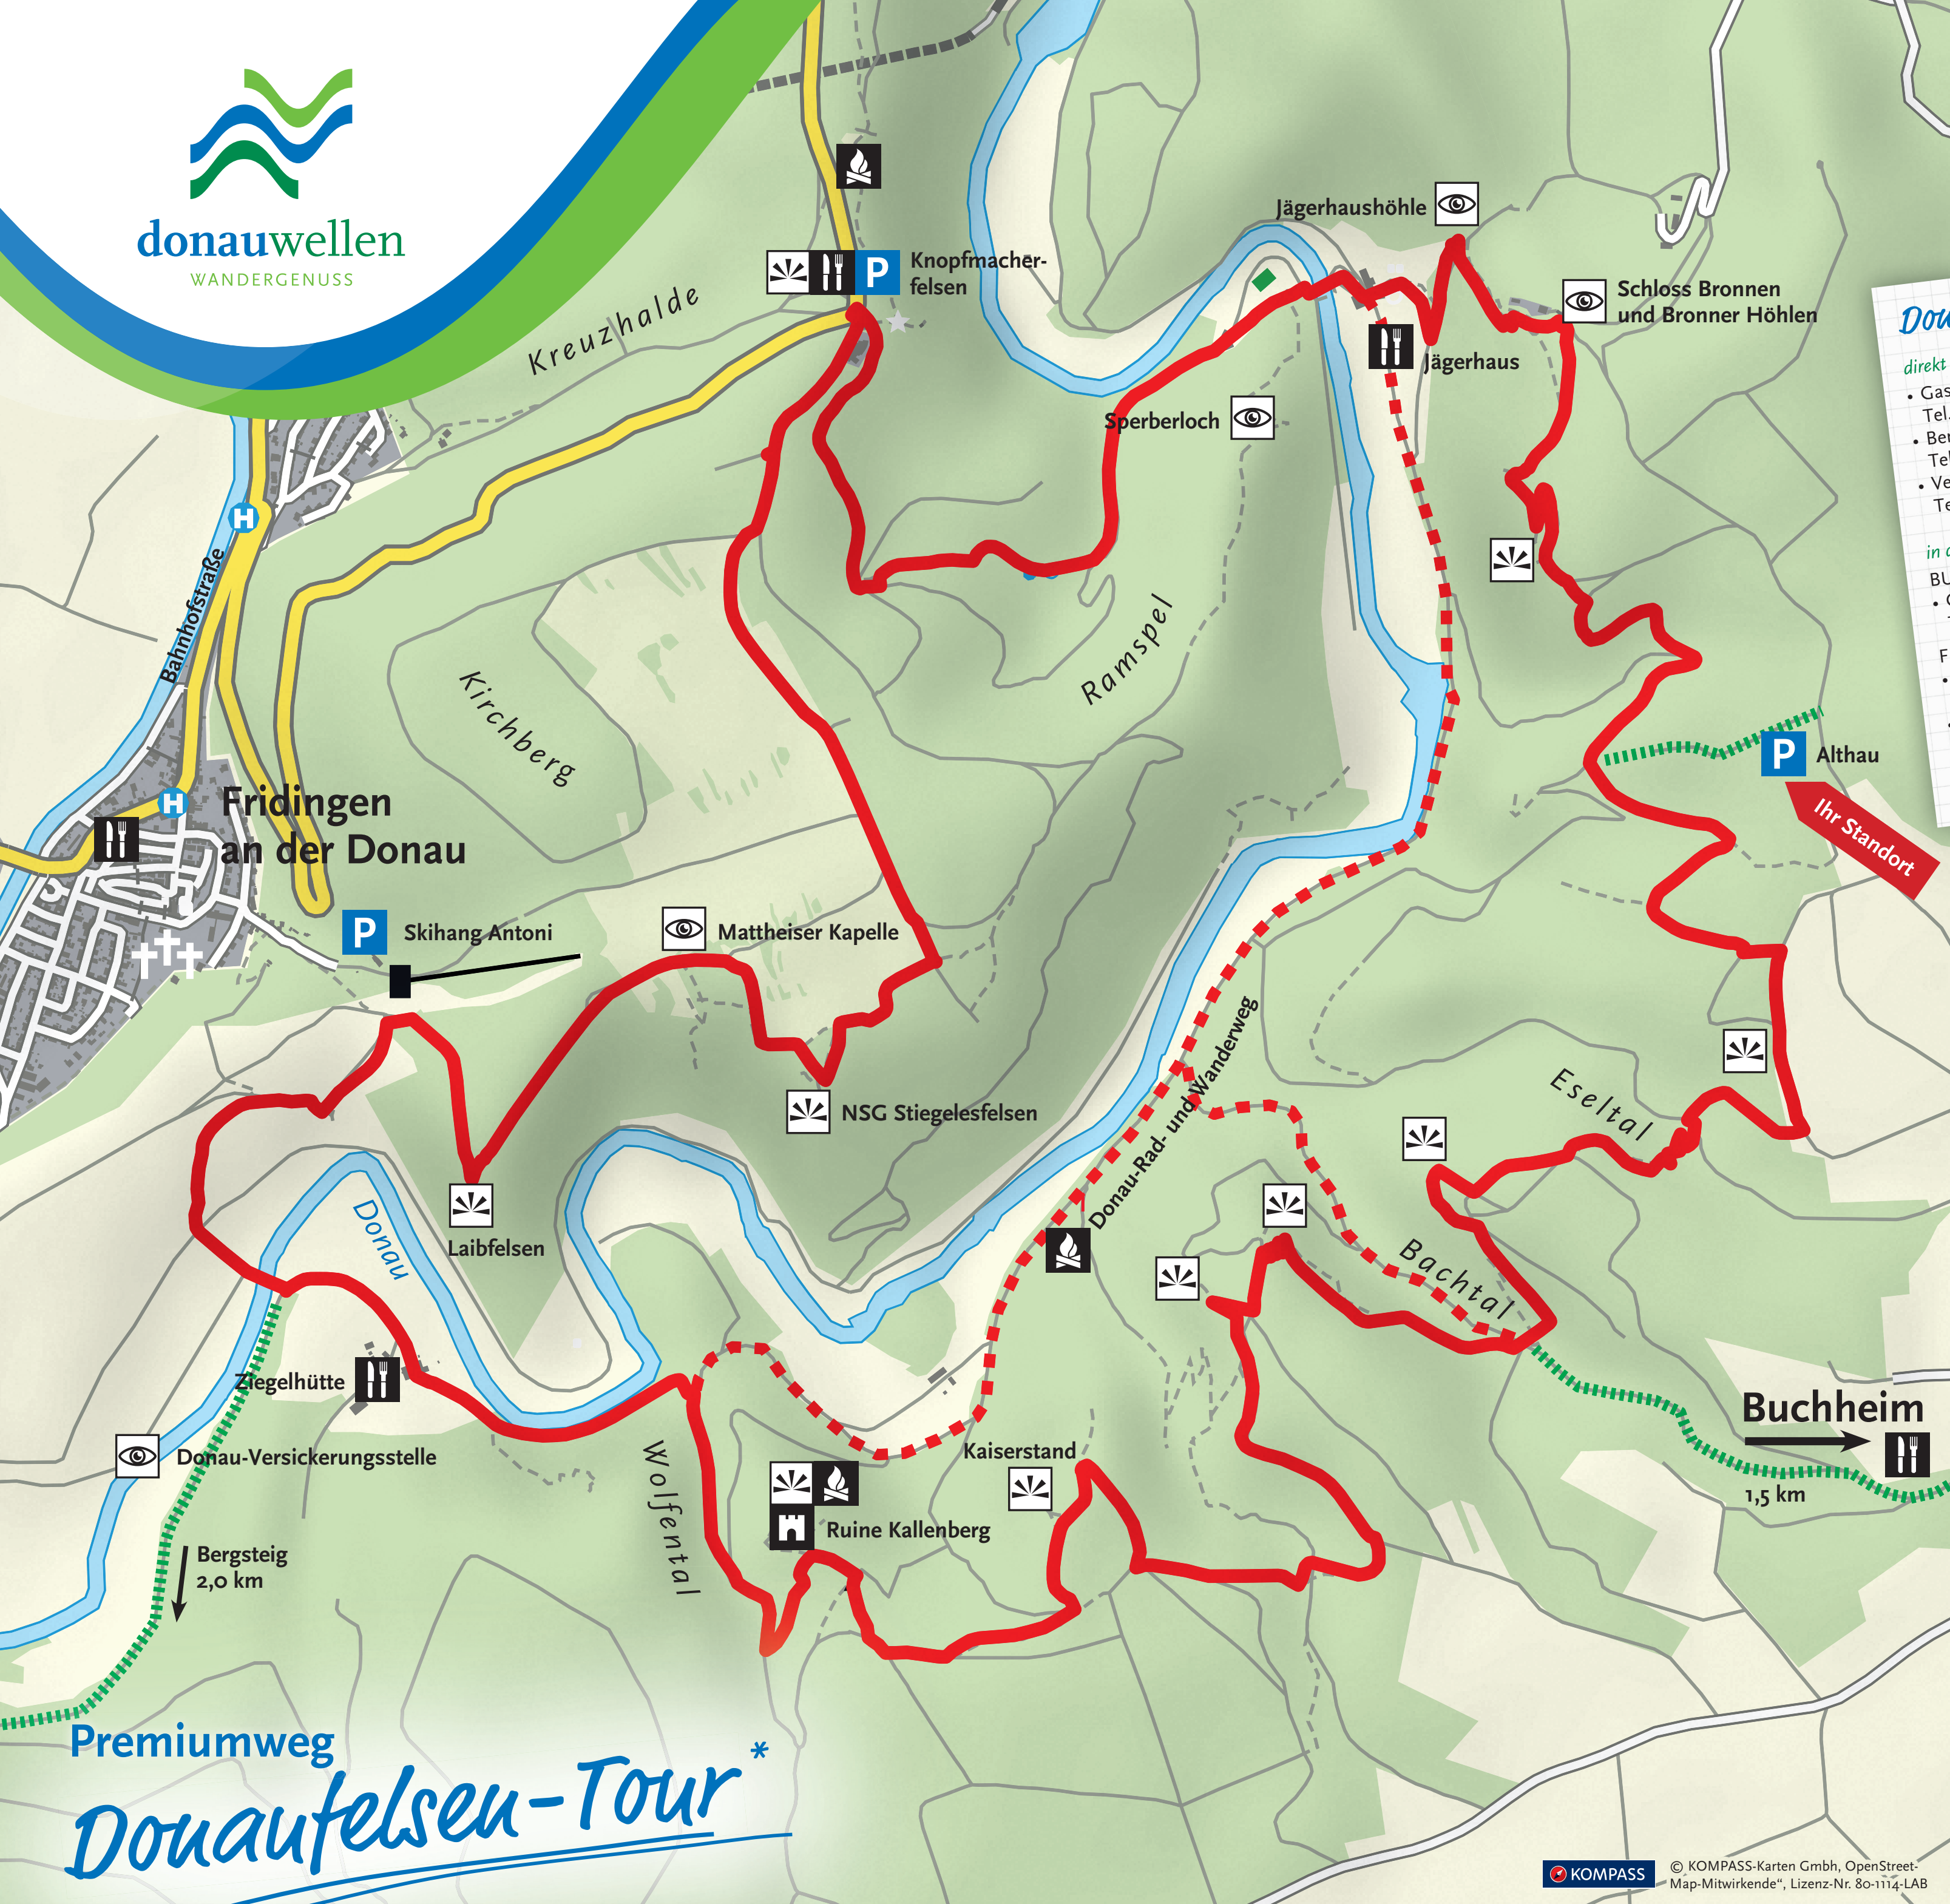 donauwellen
WANDERGENUSS
Kreuzhalde
Knopfmacher-
felsen
Jägerhaushöhle
Schloss Bronnen
und Bronner Höhlen
Jägerhaus
Sperberloch
direkt
Tel.
H
Bahnhofstraße
Kirchberg
Ramspel
P
P
Althau
Ihr Standort
H
Fridingen
an der Donau
P
Skihang Antoni
Mattheiser Kapelle
NSG Stiegelesfelsen
Donau-Rad- und Wanderweg
Eseltal
Donau
Laibfelsen
Bachtal
Ziegelhütte
Donau-Versickerungsstelle
Wolfental
Kaiserstand
Ruine Kallenberg
Buchheim
1,5 km
Bergsteig
2,0 km
Premiumweg
Donaufelsen-Tour*
KOMPASS
© KOMPASS-Karten Gmbh, OpenStreet-
Map-Mitwirkende“, Lizenz-Nr. 80-1114-LAB